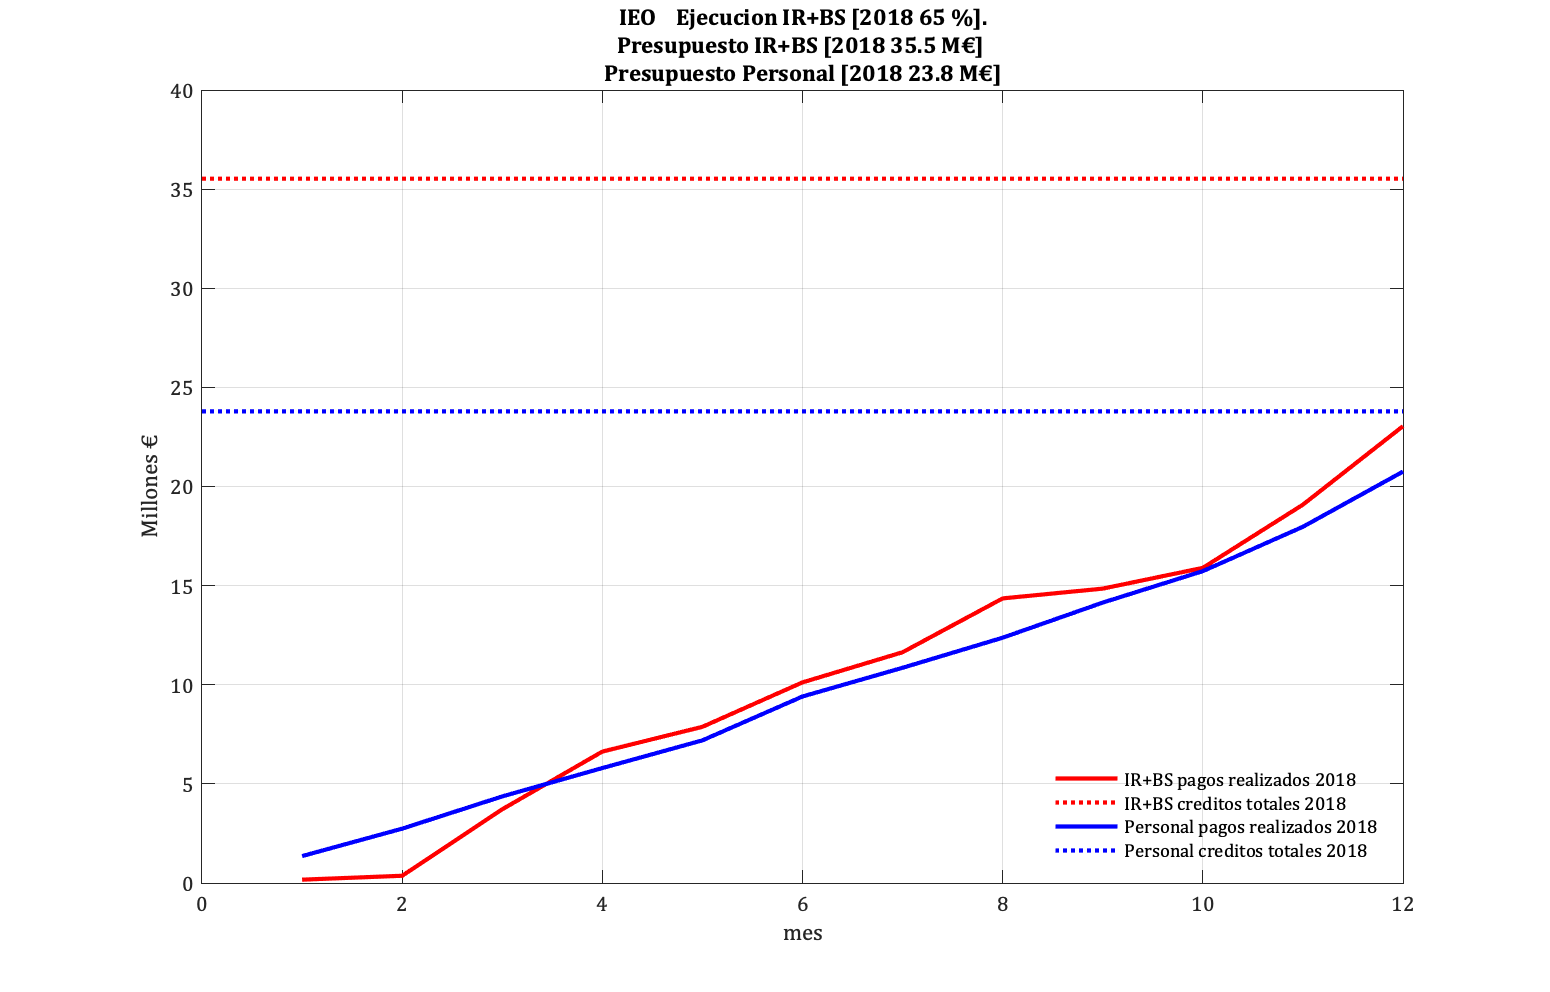 IEO    Ejecucion IR+BS [2018 65 %].
Presupuesto IR+BS [2018 35.5 M€]
Presupuesto Personal [2018 23.8 M€]
40
35
30
25
20
15
10
5
0
Millones €
0 2 4 6 8 10 12
mes
IR+BS pagos realizados 2018
IR+BS creditos totales 2018
Personal pagos realizados 2018
Personal creditos totales 2018